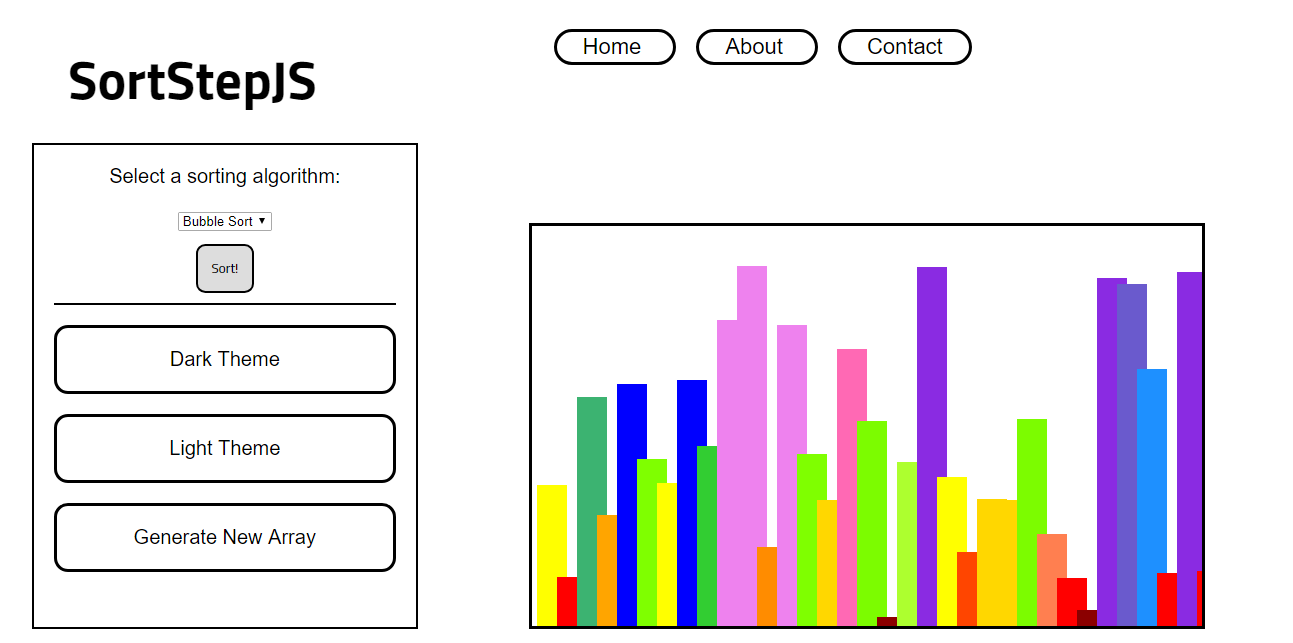 Home
About
Contact
SortStepJS
Select a sorting algorithm:
Bubble Sort
Sort!
Dark Theme
Light Theme
Generate New Array